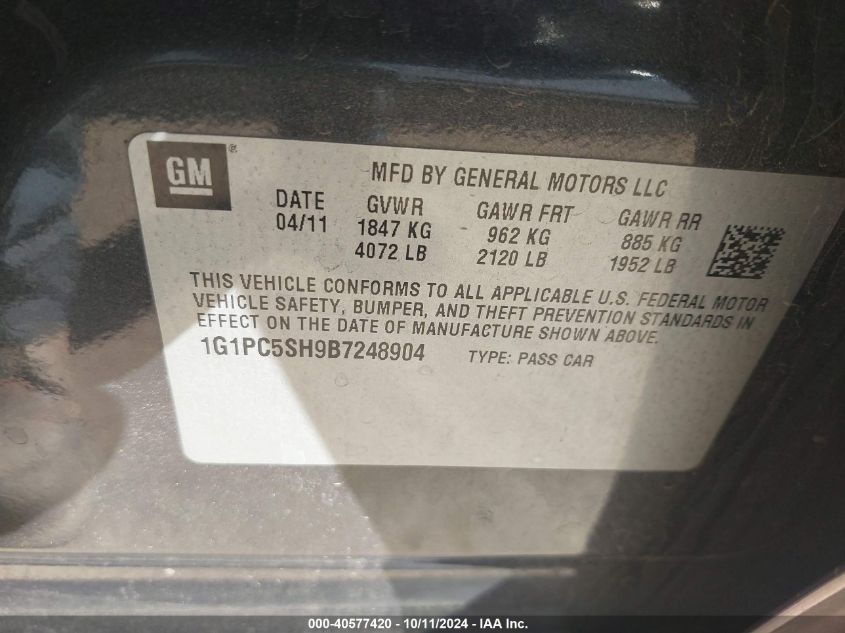 GM®
MFD BY GENERAL MOTORS LLC
DATE GVWR GAWR FRT GAWR RR
04/11 1847 KG 962 KG 885 KG
4072 LB 2120 LB 1952 LB
THIS VEHICLE CONFORMS TO ALL APPLICABLE U.S. FEDERAL MOTOR
VEHICLE SAFETY, BUMPER, AND THEFT PREVENTION STANDARDS IN
EFFECT ON THE DATE OF MANUFACTURE SHOWN ABOVE.
1G1PC5SH9B7248904 TYPE: PASS CAR
000-40577420 - 10/11/2024 - IAA Inc.